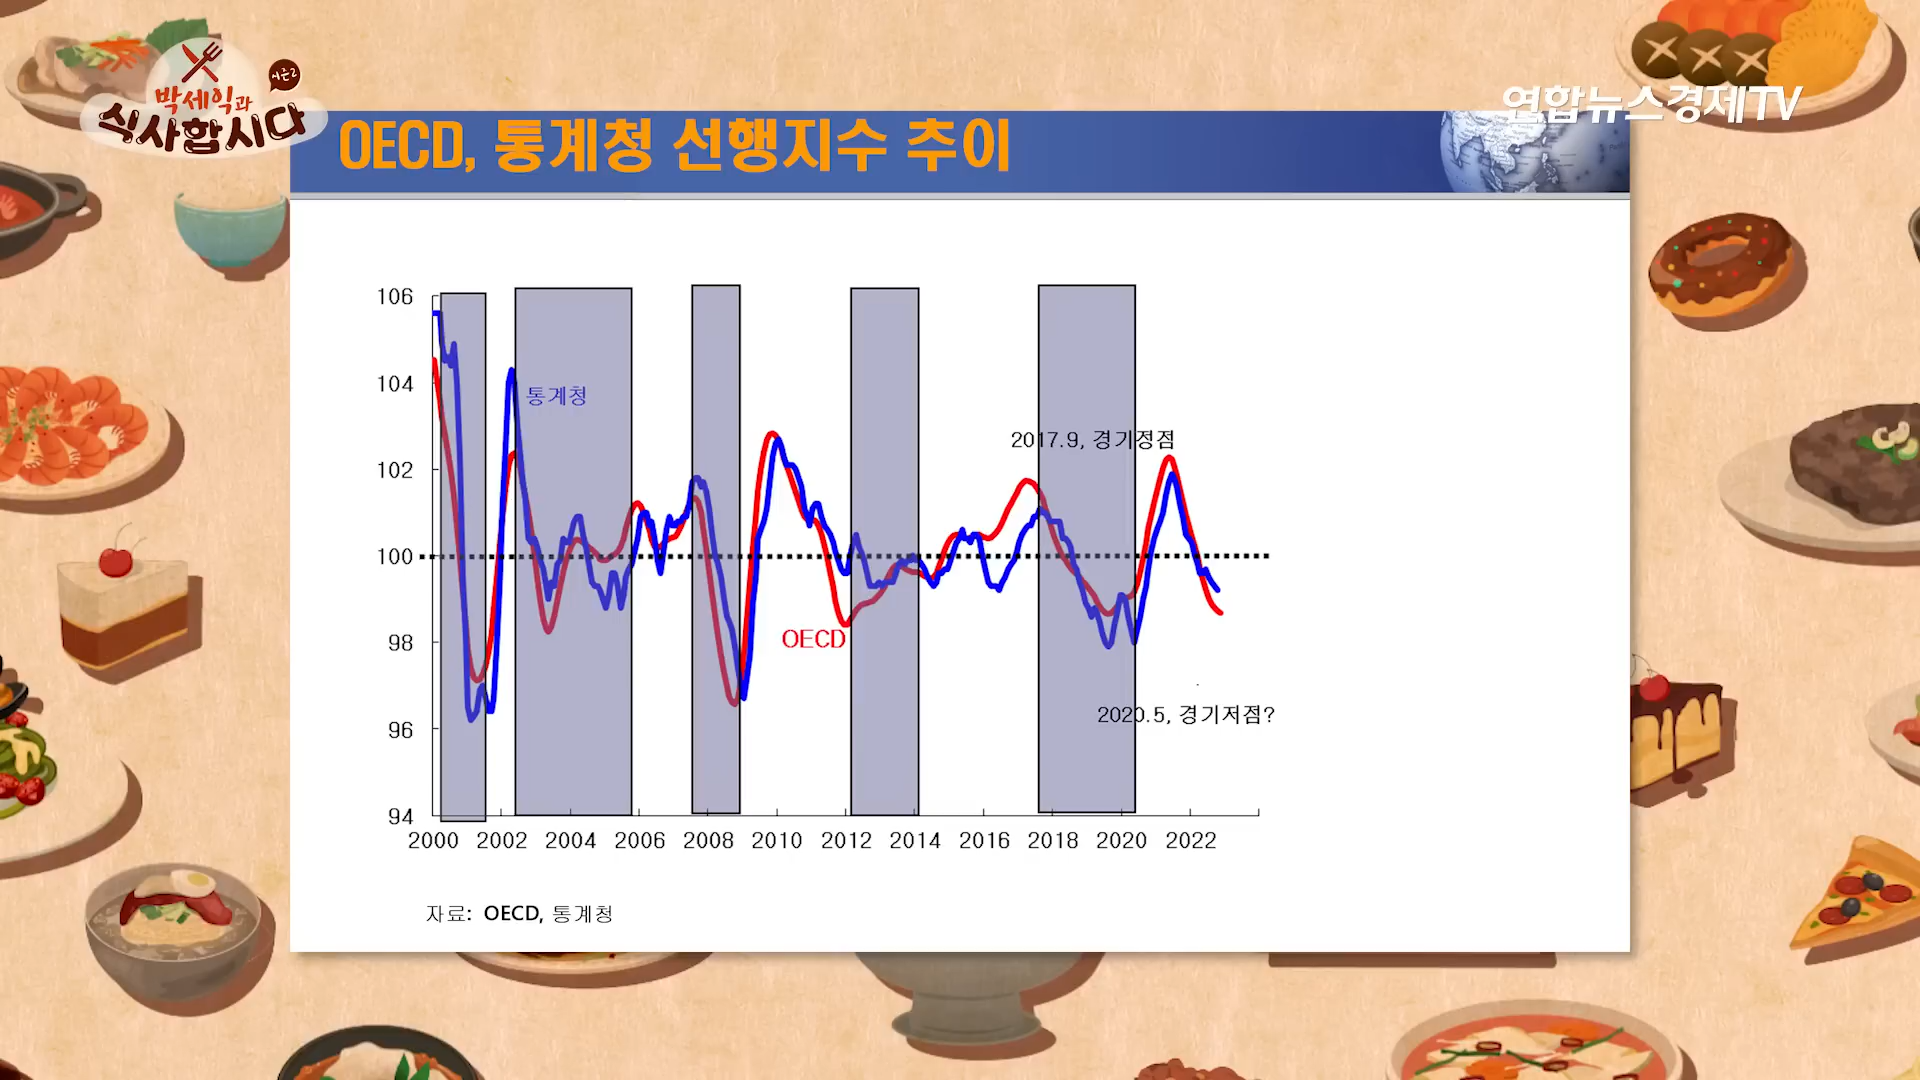 박세익과
시즌2
식사합시다
연합뉴스경제TV
OECD, 통계청 선행지수 추이
106
104
102
100
98
96
94
통계청
2017.9, 경기정점
OECD
2020.5, 경기저점?
2000 2002 2004 2006 2008 2010 2012 2014 2016 2018 2020 2022
자료: OECD, 통계청